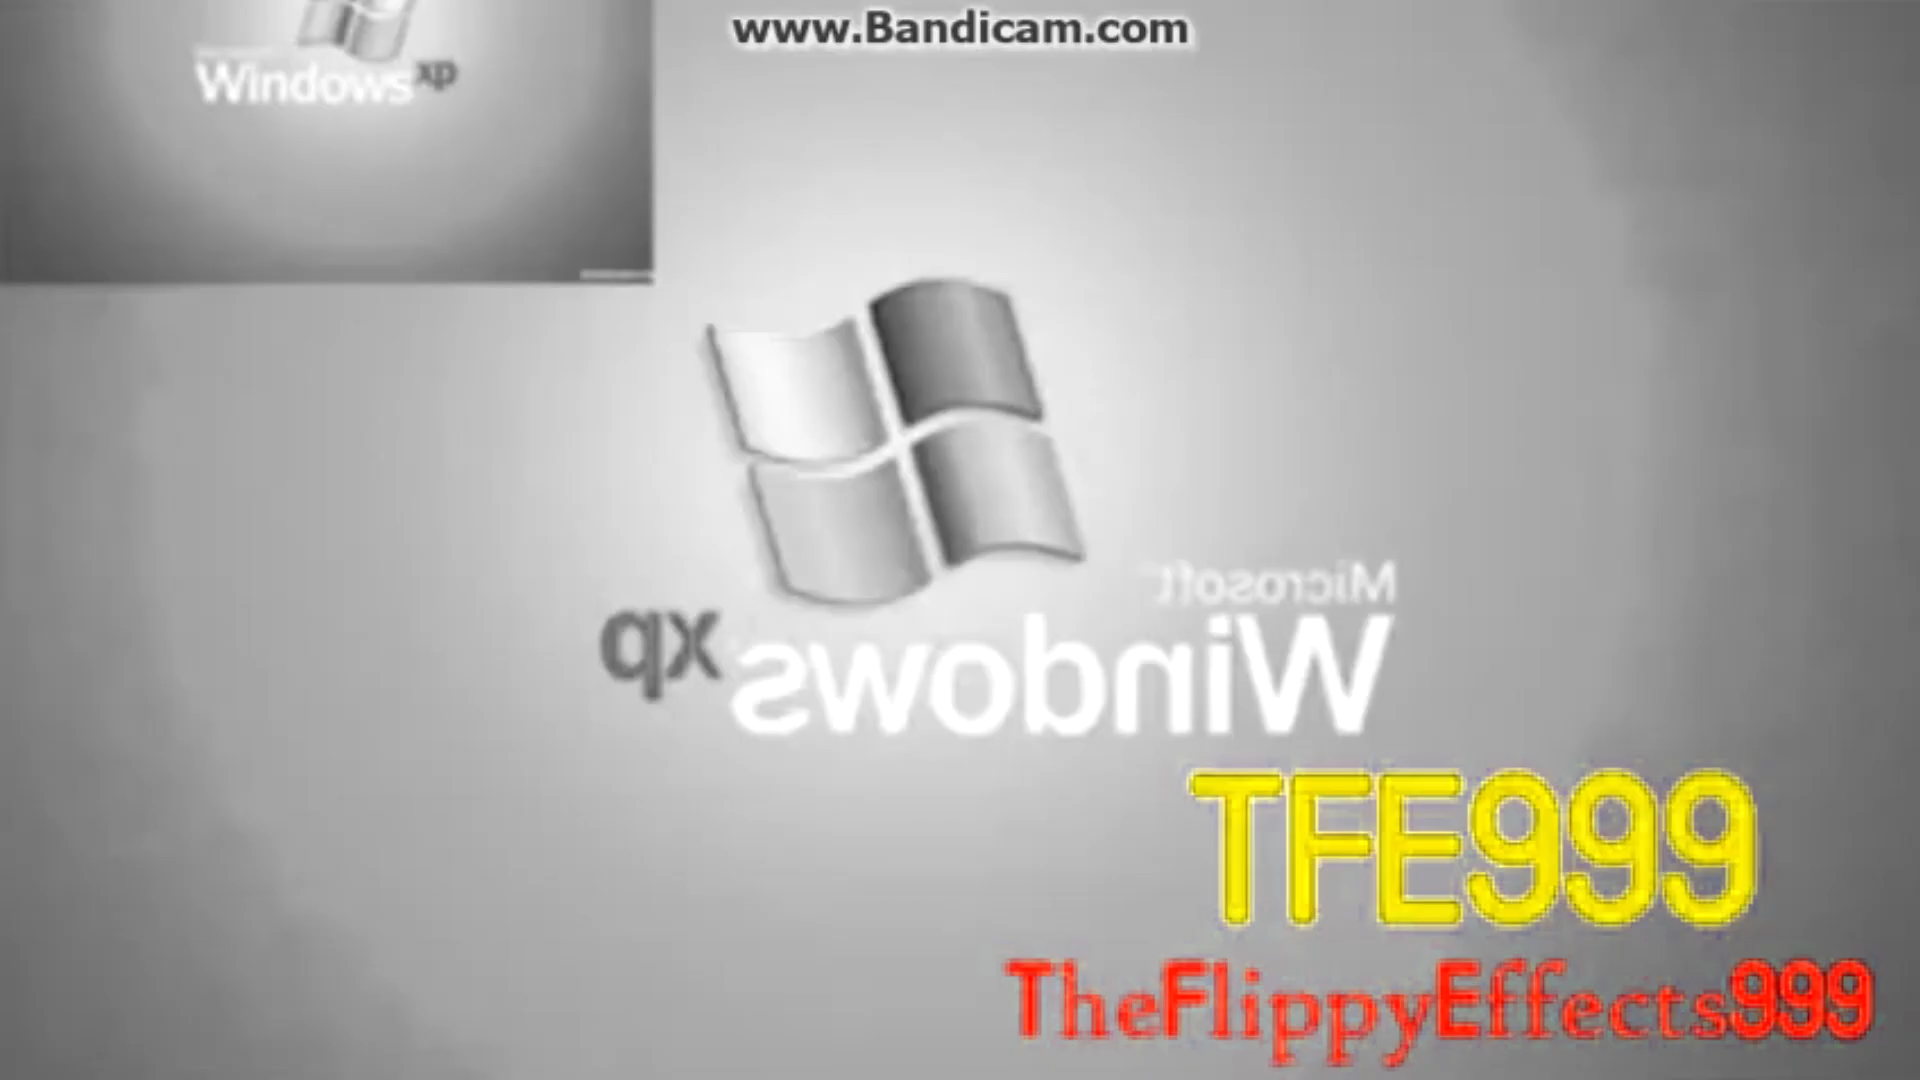 www.Bandicam.com
Windows xp
Microsoft
Windows xp
TFE999
TheFlippyEffects999